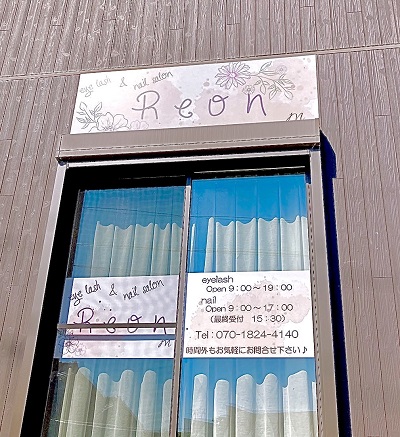 eye lash & nail salon
Reon
m
eye lash & nail salon
Reon
m
eyelash
Open 9:00〜19:00
nail
Open 9:00〜17:00
(最終受付 15:30)
Tel:070-1824-4140
時間外もお気軽にお問合せ下さい♪